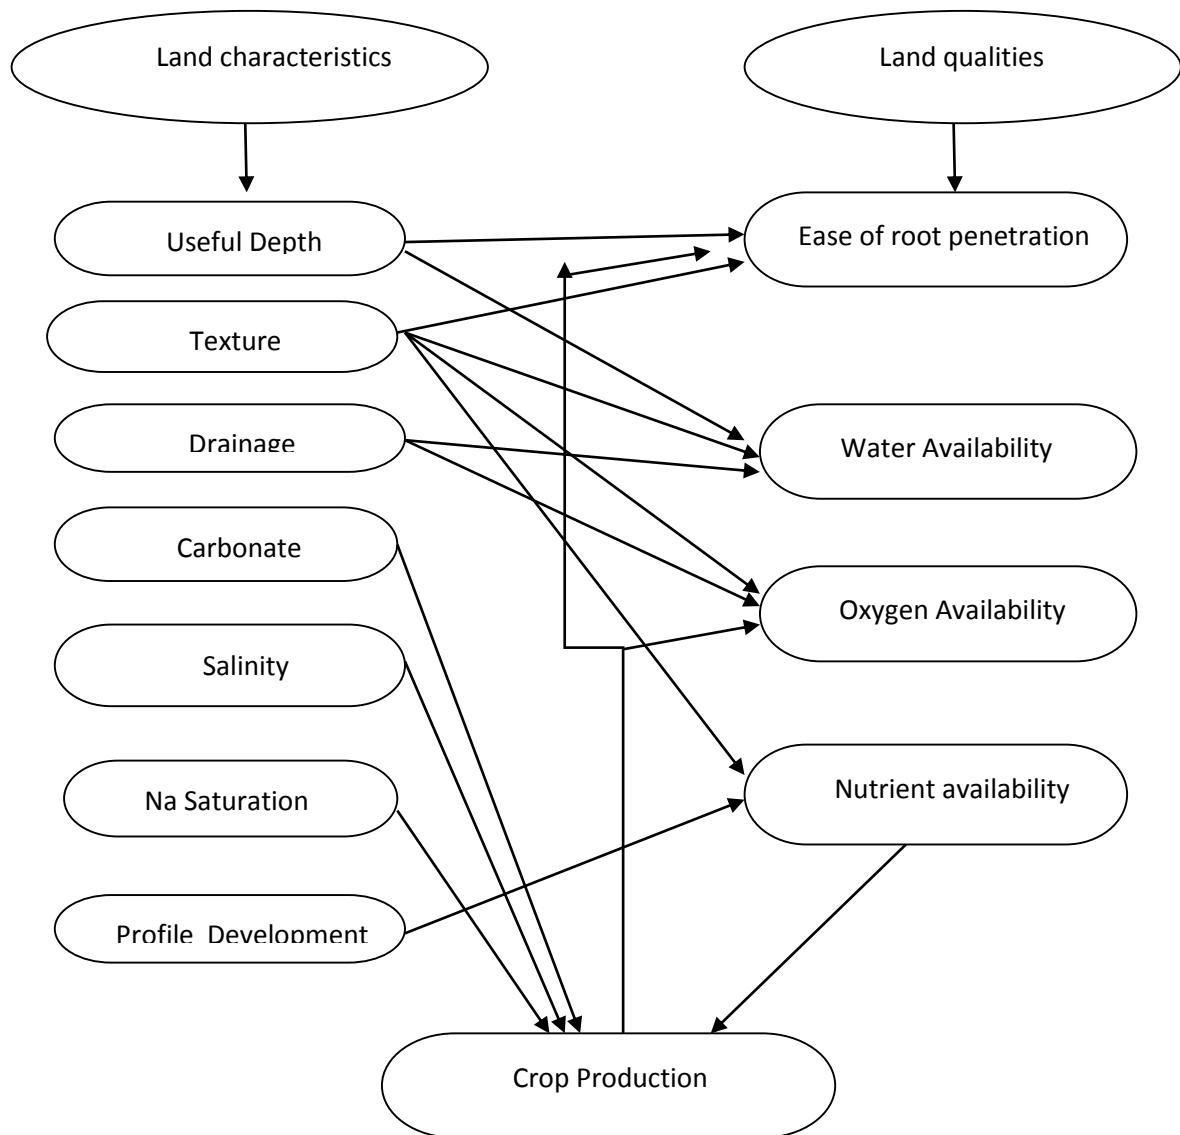 Land characteristics
Land qualities
Useful Depth
Ease of root penetration
Texture
Drainage
Water Availability
Carbonate
Oxygen Availability
Salinity
Na Saturation
Nutrient availability
Profile Development
Crop Production